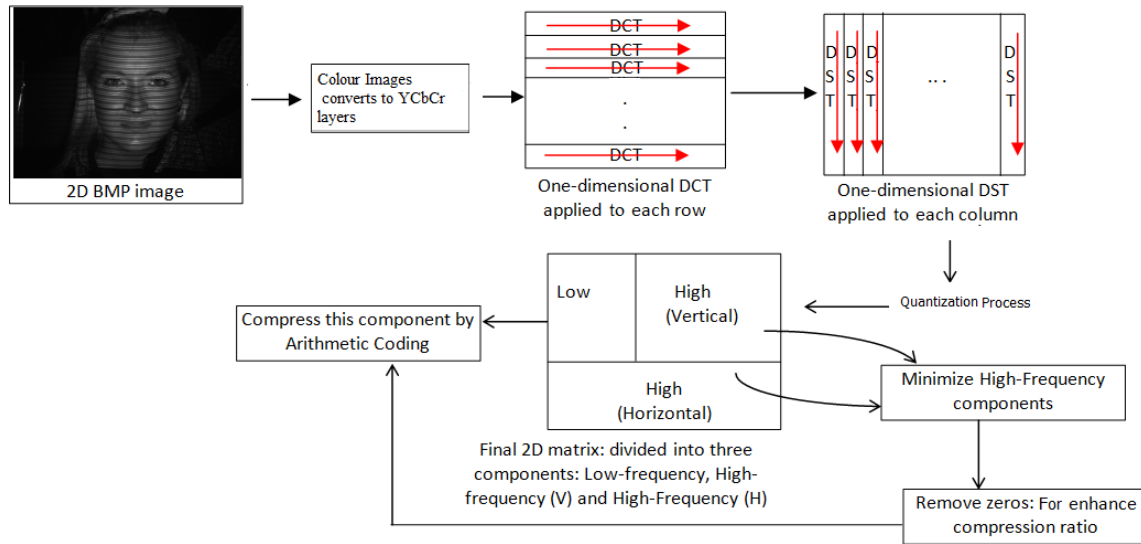 2D BMP image
Colour Images
converts to YCbCr
layers
DCT
DCT
DCT
.
.
DCT
One-dimensional DCT
applied to each row
D D D D
S S S ... S
T T T T
One-dimensional DST
applied to each column
Quantization Process
Low
High
(Vertical)
High
(Horizontal)
Final 2D matrix: divided into three
components: Low-frequency, High-
frequency (V) and High-Frequency (H)
Minimize High-Frequency
components
Remove zeros: For enhance
compression ratio
Compress this component by
Arithmetic Coding